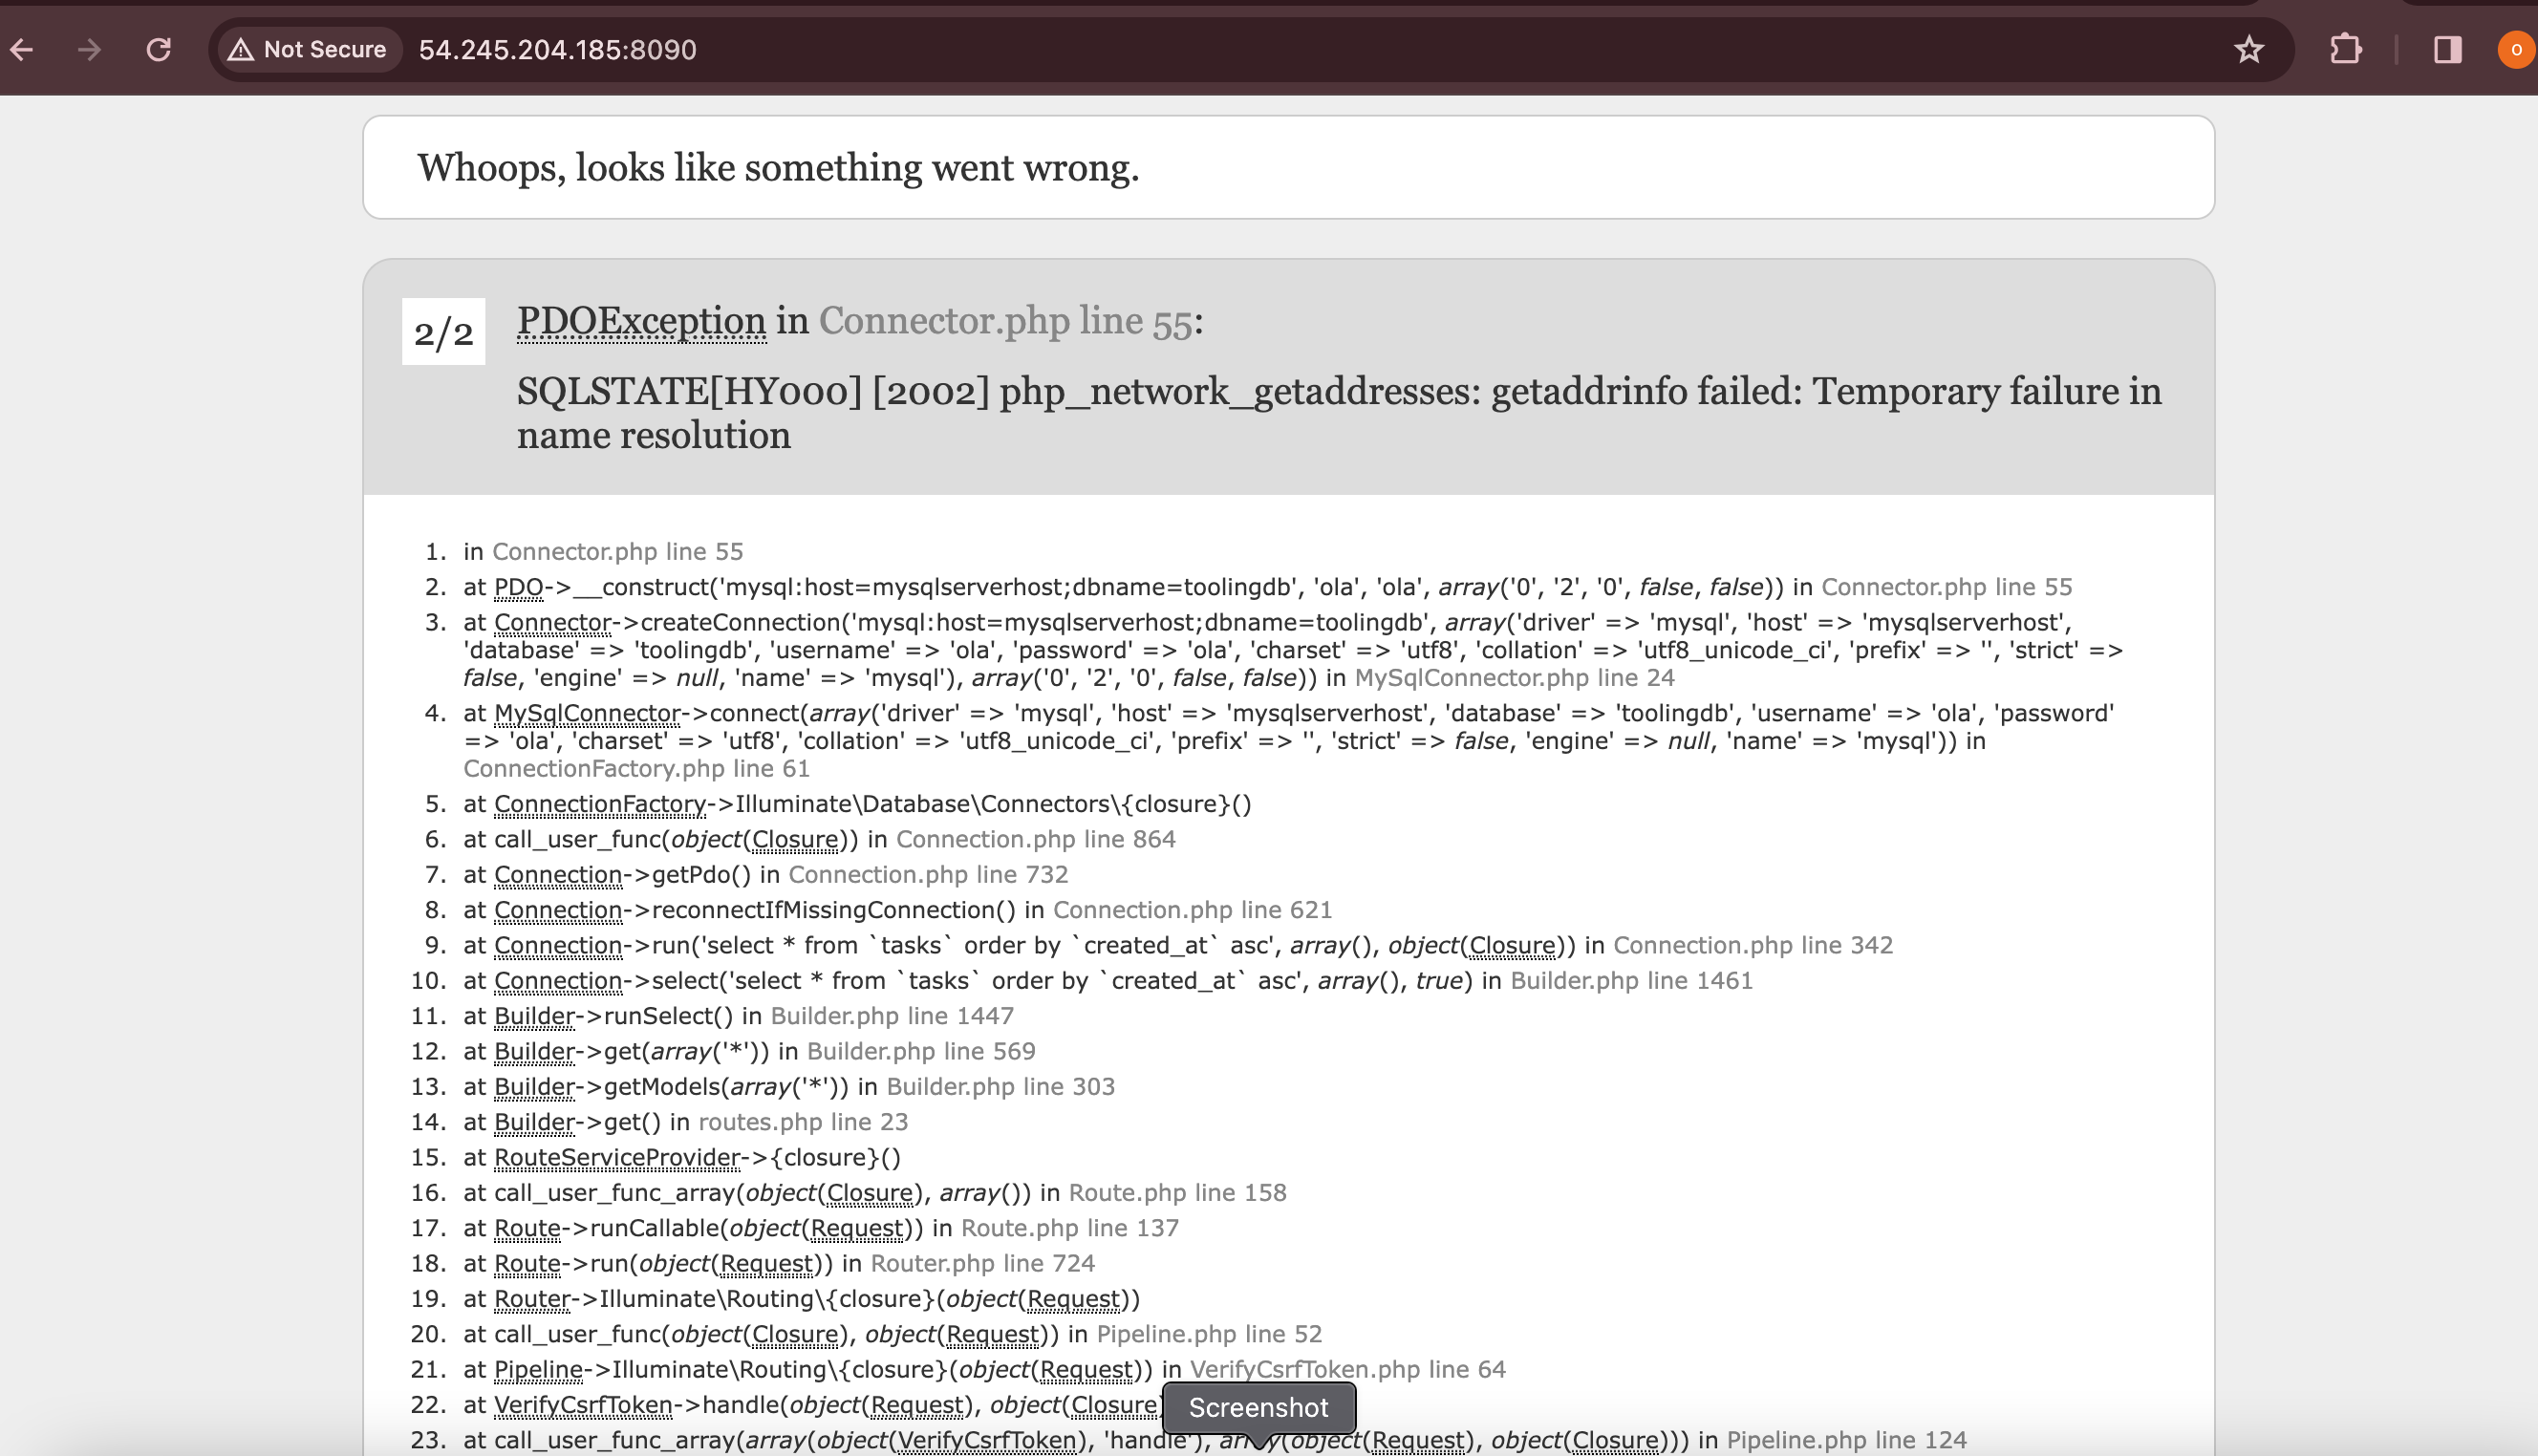 Not Secure 54.245.204.185:8090
o
Whoops, looks like something went wrong.
2/2
PDOException in Connector.php line 55:
SQLSTATE[HY000] [2002] php_network_getaddresses: getaddrinfo failed: Temporary failure in
name resolution
1. in Connector.php line 55
2. at PDO->__construct('mysql:host=mysqlserverhost;dbname=toolingdb', 'ola', 'ola', array('0', '2', '0', false, false)) in Connector.php line 55
3. at Connector->createConnection('mysql:host=mysqlserverhost;dbname=toolingdb', array('driver' => 'mysql', 'host' => 'mysqlserverhost',
'database' => 'toolingdb', 'username' => 'ola', 'password' => 'ola', 'charset' => 'utf8', 'collation' => 'utf8_unicode_ci', 'prefix' => '', 'strict' =>
false, 'engine' => null, 'name' => 'mysql'), array('0', '2', '0', false, false)) in MySqlConnector.php line 24
4. at MySqlConnector->connect(array('driver' => 'mysql', 'host' => 'mysqlserverhost', 'database' => 'toolingdb', 'username' => 'ola', 'password'
=> 'ola', 'charset' => 'utf8', 'collation' => 'utf8_unicode_ci', 'prefix' => '', 'strict' => false, 'engine' => null, 'name' => 'mysql')) in
ConnectionFactory.php line 61
5. at ConnectionFactory->Illuminate\Database\Connectors\{closure}()
6. at call_user_func(object(Closure)) in Connection.php line 864
7. at Connection->getPdo() in Connection.php line 732
8. at Connection->reconnectIfMissingConnection() in Connection.php line 621
9. at Connection->run('select * from `tasks` order by `created_at` asc', array(), object(Closure)) in Connection.php line 342
10. at Connection->select('select * from `tasks` order by `created_at` asc', array(), true) in Builder.php line 1461
11. at Builder->runSelect() in Builder.php line 1447
12. at Builder->get(array('*')) in Builder.php line 569
13. at Builder->getModels(array('*')) in Builder.php line 303
14. at Builder->get() in routes.php line 23
15. at RouteServiceProvider->{closure}()
16. at call_user_func_array(object(Closure), array()) in Route.php line 158
17. at Route->runCallable(object(Request)) in Route.php line 137
18. at Route->run(object(Request)) in Router.php line 724
19. at Router->Illuminate\Routing\{closure}(object(Request))
20. at call_user_func(object(Closure), object(Request)) in Pipeline.php line 52
21. at Pipeline->Illuminate\Routing\{closure}(object(Request)) in VerifyCsrfToken.php line 64
22. at VerifyCsrfToken->handle(object(Request), object(Closure)
Screenshot
23. at call_user_func_array(array(object(VerifyCsrfToken), 'handle'), array(object(Request), object(Closure))) in Pipeline.php line 124